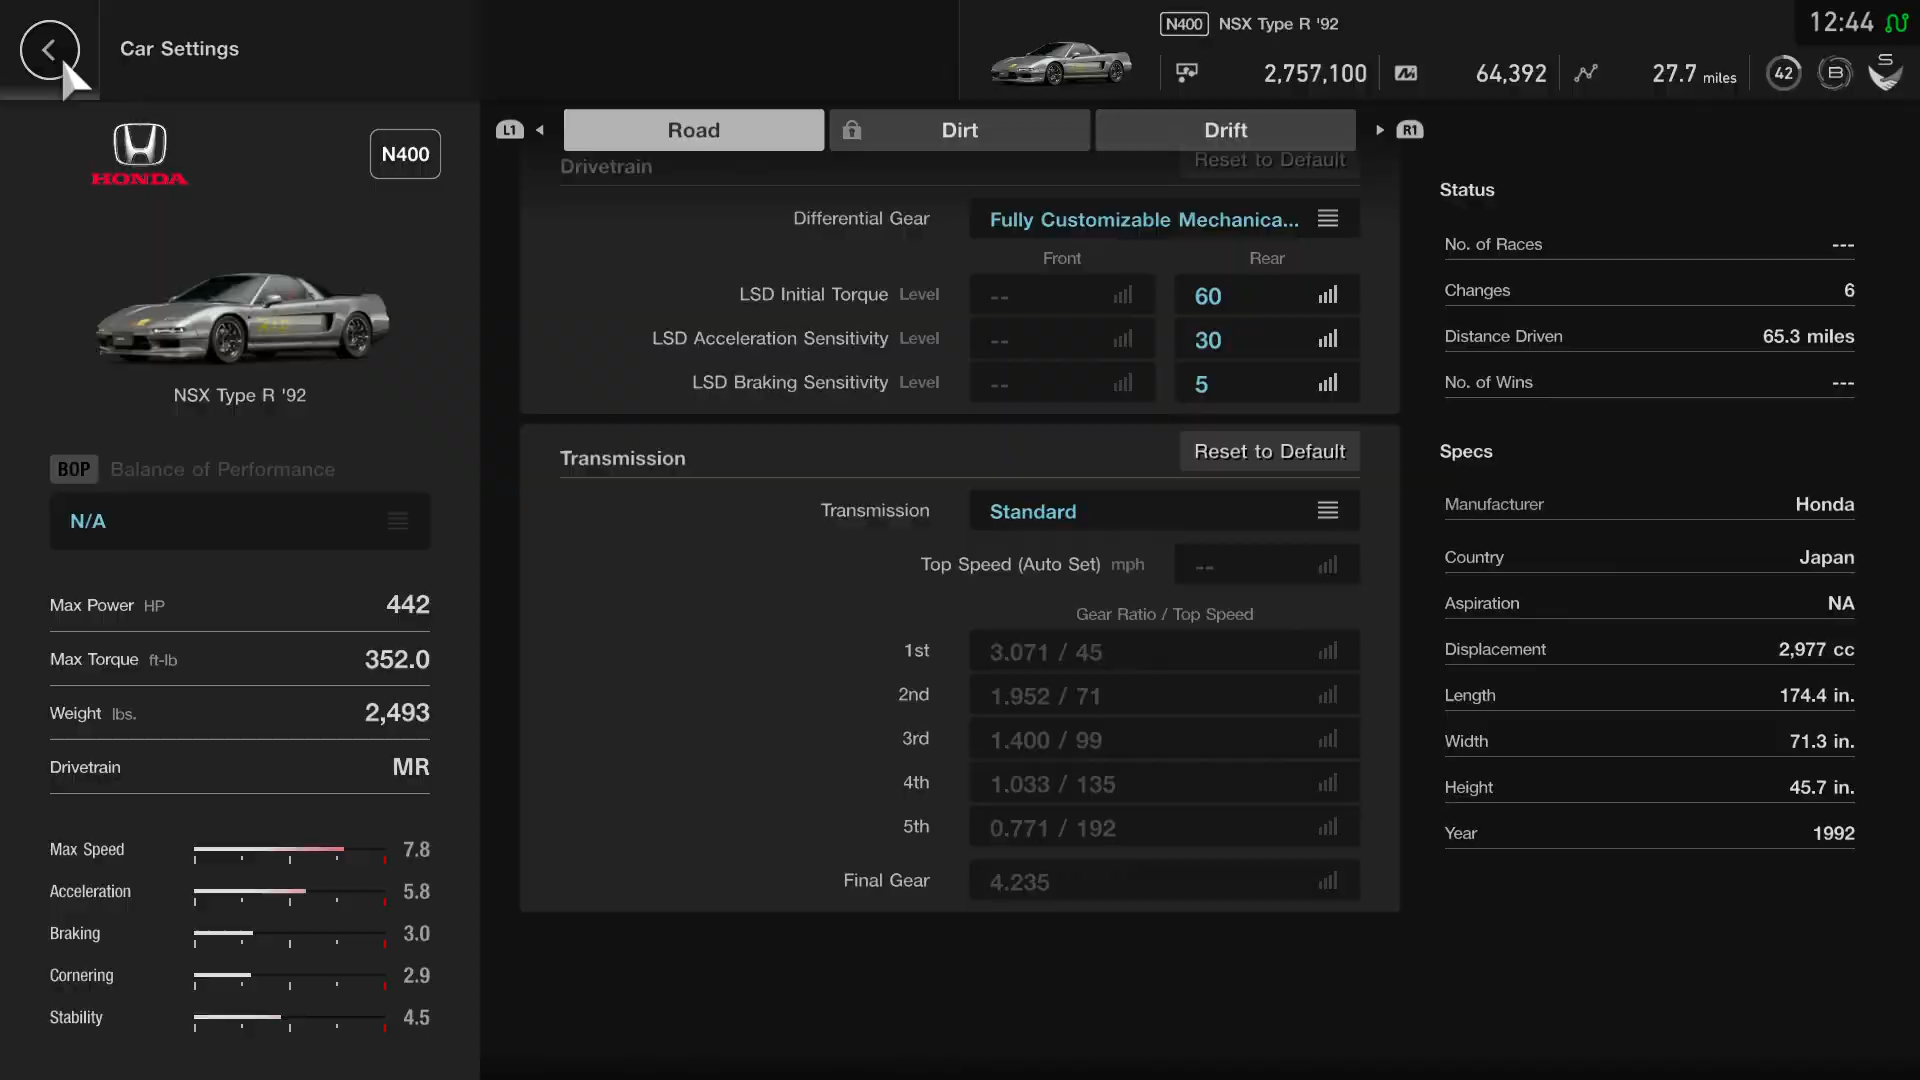 Car Settings
N400 NSX Type R '92
2,757,100
64,392
27.7 miles
42
B
S
12:44
HONDA
N400
NSX Type R '92
BOP Balance of Performance
N/A
Max Power HP 442
Max Torque ft-lb 352.0
Weight lbs. 2,493
Drivetrain MR
Max Speed 7.8
Acceleration 5.8
Braking 3.0
Cornering 2.9
Stability 4.5
L1 Road Dirt Drift R1
Drivetrain Reset to Default
Differential Gear Fully Customizable Mechanica...
Front Rear
LSD Initial Torque Level -- 60
LSD Acceleration Sensitivity Level -- 30
LSD Braking Sensitivity Level -- 5
Transmission Reset to Default
Transmission Standard
Top Speed (Auto Set) mph --
Gear Ratio / Top Speed
1st 3.071 / 45
2nd 1.952 / 71
3rd 1.400 / 99
4th 1.033 / 135
5th 0.771 / 192
Final Gear 4.235
Status
No. of Races ---
Changes 6
Distance Driven 65.3 miles
No. of Wins ---
Specs
Manufacturer Honda
Country Japan
Aspiration NA
Displacement 2,977 cc
Length 174.4 in.
Width 71.3 in.
Height 45.7 in.
Year 1992